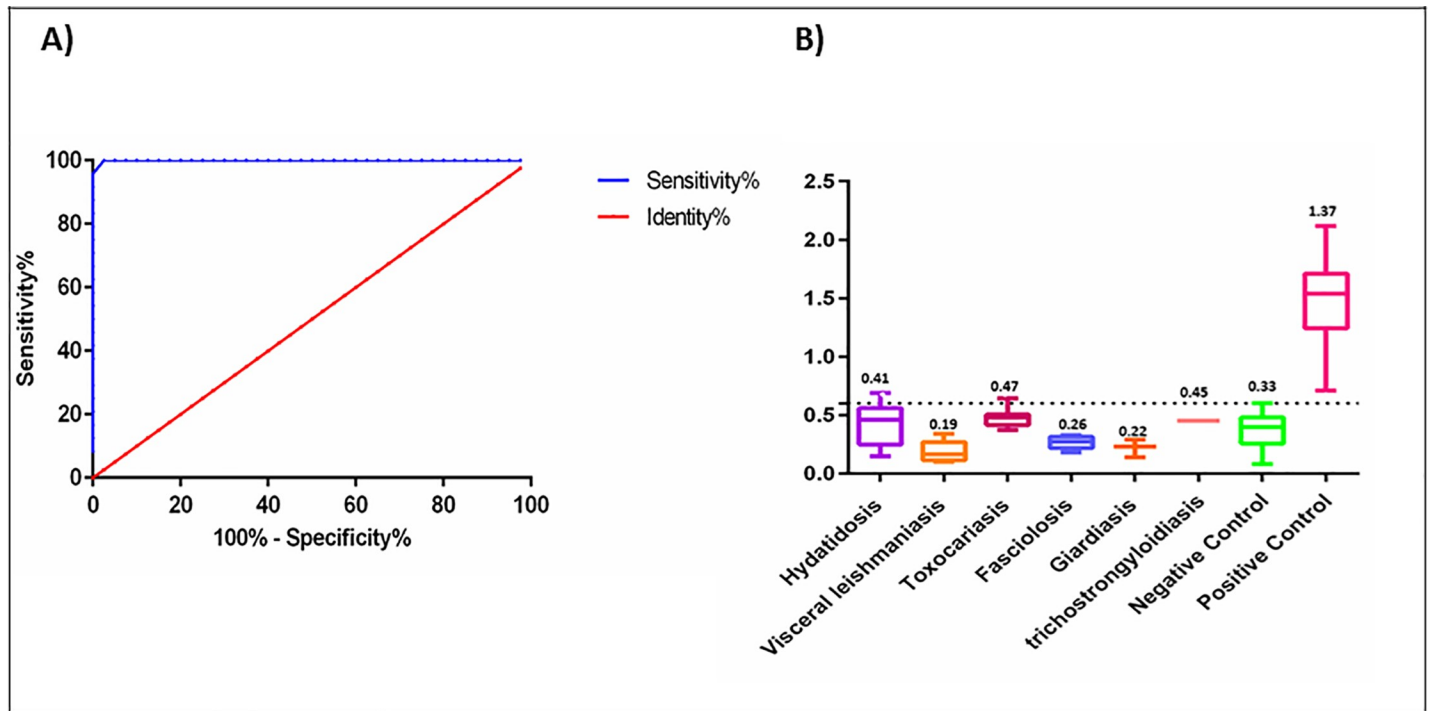 A)
B)
100
80
60
40
20
0
Sensitivity%
0 20 40 60 80 100
100% - Specificity%
Sensitivity%
Identity%
2.5
2.0
1.5
1.0
0.5
0.0
0.41
0.19
0.47
0.26
0.22
0.45
0.33
1.37
Hydatidosis
Visceral leishmaniasis
Toxocariasis
Fasciolosis
Giardiasis
trichostrongyloidiasis
Negative Control
Positive Control